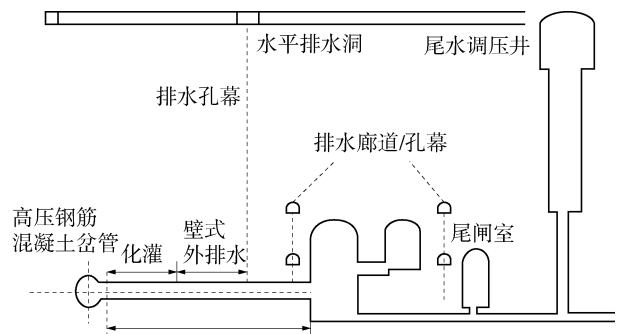 水平排水洞
尾水调压井
排水孔幕
排水廊道/孔幕
高压钢筋
混凝土岔管
化灌
壁式
外排水
尾闸室